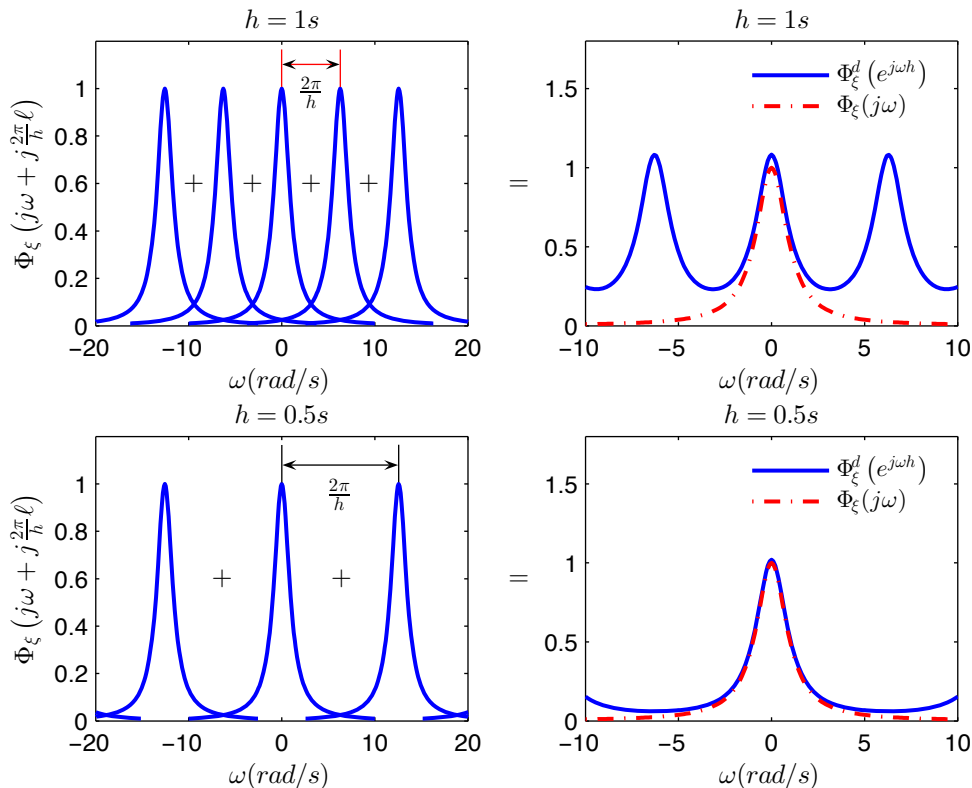 h = 1s
Φ_ξ (jω + j 2π/h ℓ)
1
0.8
0.6
0.4
0.2
0
2π/h
+ + + +
−20 −10 0 10 20
ω(rad/s)
=
h = 1s
1.5
1
0.5
0
Φ^d_ξ (e^{jωh})
Φ_ξ(jω)
−10 −5 0 5 10
ω(rad/s)
h = 0.5s
Φ_ξ (jω + j 2π/h ℓ)
1
0.8
0.6
0.4
0.2
0
2π/h
+ +
−20 −10 0 10 20
ω(rad/s)
=
h = 0.5s
1.5
1
0.5
0
Φ^d_ξ (e^{jωh})
Φ_ξ(jω)
−10 −5 0 5 10
ω(rad/s)